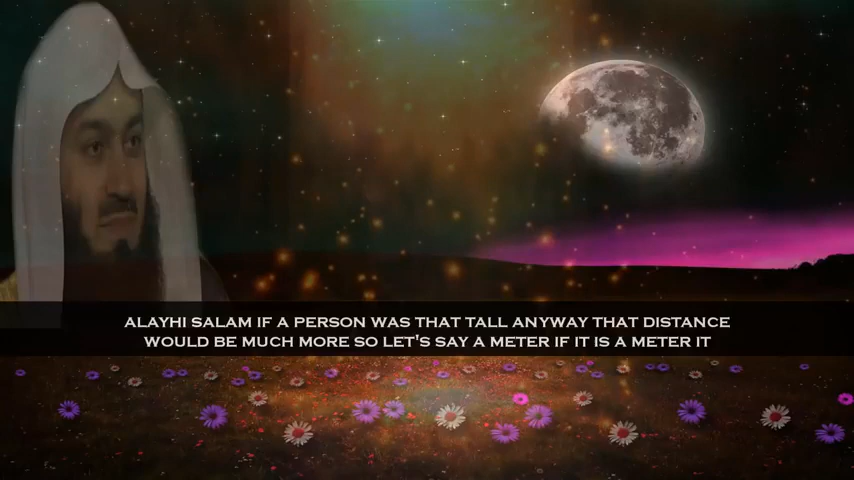 ALAYHI SALAM IF A PERSON WAS THAT TALL ANYWAY THAT DISTANCE
WOULD BE MUCH MORE SO LET'S SAY A METER IF IT IS A METER IT